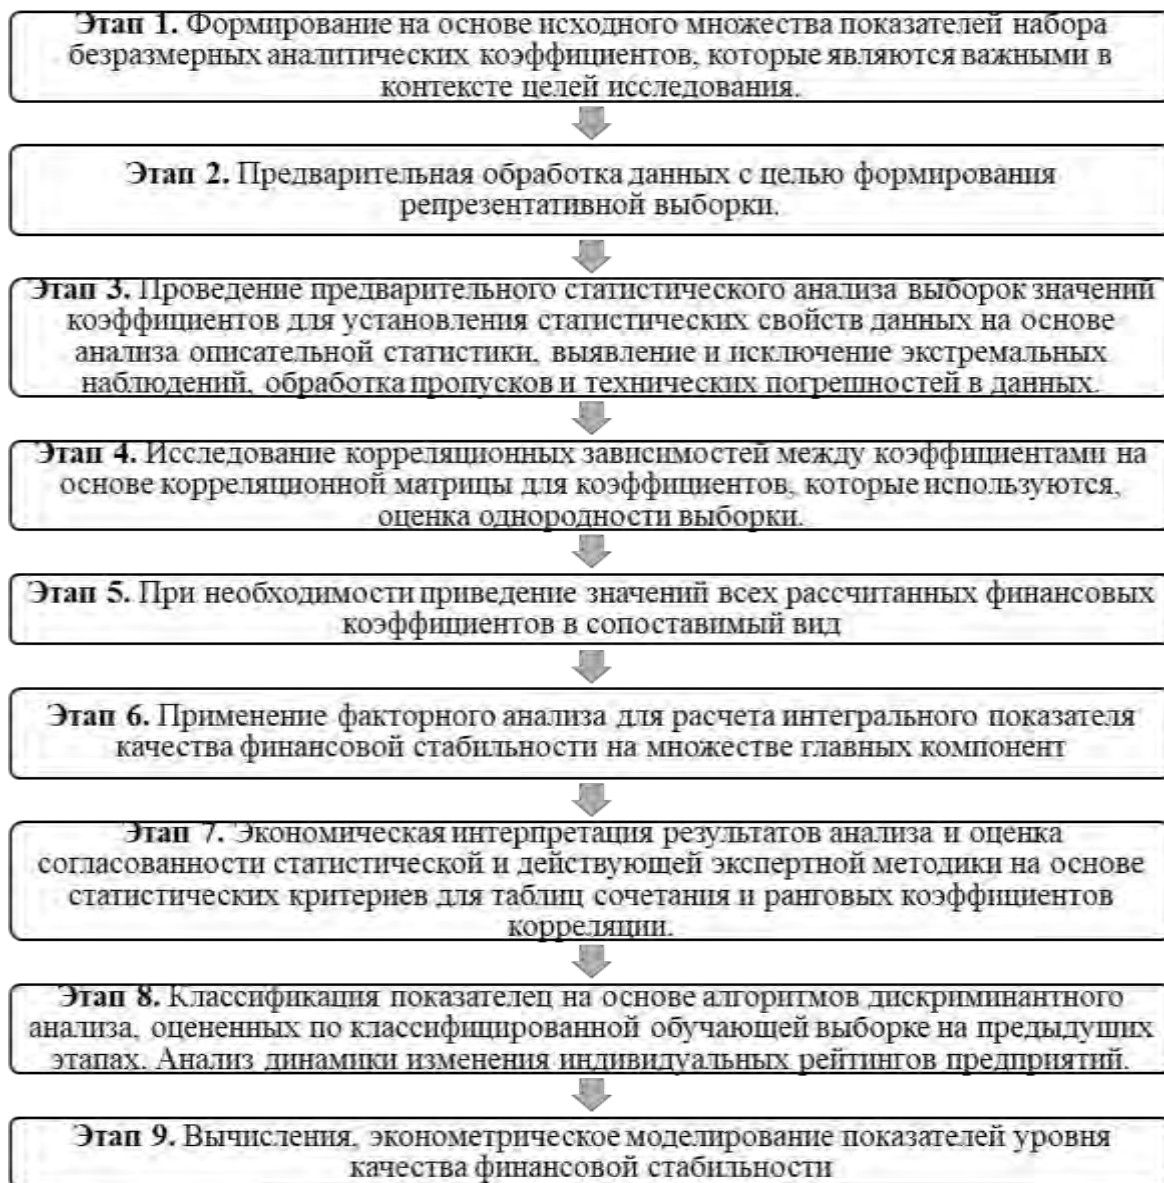 Этап 1. Формирование на основе исходного множества показателей набора
безразмерных аналитических коэффициентов, которые являются важными в
контексте целей исследования.
Этап 2. Предварительная обработка данных с целью формирования
репрезентативной выборки.
Этап 3. Проведение предварительного статистического анализа выборок значений
коэффициентов для установления статистических свойств данных на основе
анализа описательной статистики, выявление и исключение экстремальных
наблюдений, обработка пропусков и технических погрешностей в данных.
Этап 4. Исследование корреляционных зависимостей между коэффициентами на
основе корреляционной матрицы для коэффициентов, которые используются,
оценка однородности выборки.
Этап 5. При необходимости приведение значений всех рассчитанных финансовых
коэффициентов в сопоставимый вид
Этап 6. Применение факторного анализа для расчета интегрального показателя
качества финансовой стабильности на множестве главных компонент
Этап 7. Экономическая интерпретация результатов анализа и оценка
согласованности статистической и действующей экспертной методики на основе
статистических критериев для таблиц сочетания и ранговых коэффициентов
корреляции.
Этап 8. Классификация показателец на основе алгоритмов дискриминантного
анализа, оцененных по классифицированной обучающей выборке на предыдущих
этапах. Анализ динамики изменения индивидуальных рейтингов предприятий.
Этап 9. Вычисления, эконометрическое моделирование показателей уровня
качества финансовой стабильности